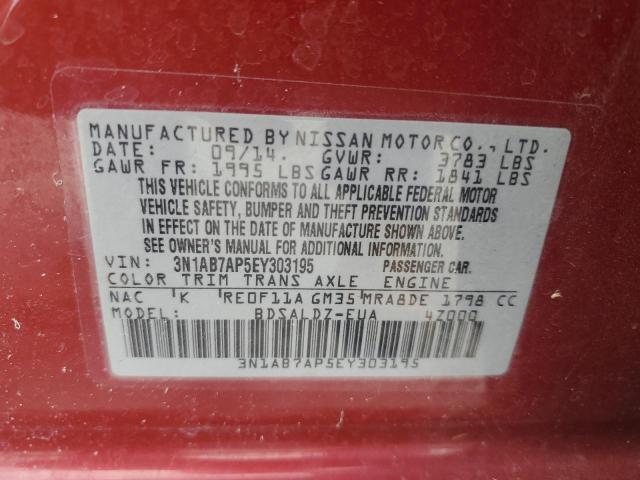 MANUFACTURED BY NISSAN MOTOR CO., LTD.
DATE: 09/14. GVWR: 3783 LBS
GAWR FR: 1995 LBS GAWR RR: 1841 LBS
THIS VEHICLE CONFORMS TO ALL APPLICABLE FEDERAL MOTOR
VEHICLE SAFETY, BUMPER AND THEFT PREVENTION STANDARDS
IN EFFECT ON THE DATE OF MANUFACTURE SHOWN ABOVE.
SEE OWNER'S MANUAL FOR ADDITIONAL INFORMATION.
VIN: 3N1AB7AP5EY303195 PASSENGER CAR.
COLOR TRIM TRANS AXLE ENGINE
NAC K RE0F11A GM35 MRA8DE 1798 CC
MODEL: BDSALDZ-EUA 4Z000
3N1AB7AP5EY303195